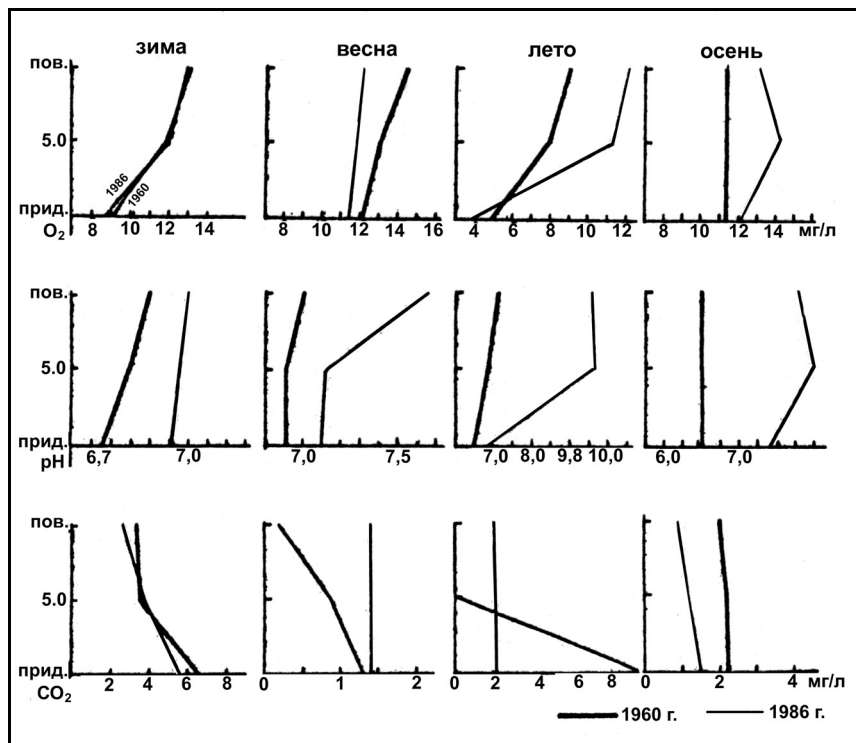 зима весна лето осень
пов.
5.0
1986
1960
прид.
O₂ 8 10 12 14 8 10 12 14 16 4 6 8 10 12 8 10 12 14 мг/л
пов.
5.0
прид.
pH 6,7 7,0 7,0 7,5 7,0 8,0 9,8 10,0 6,0 7,0
пов.
5.0
прид.
CO₂ 2 4 6 8 0 1 2 0 2 4 6 8 0 2 4 мг/л
1960 г. 1986 г.